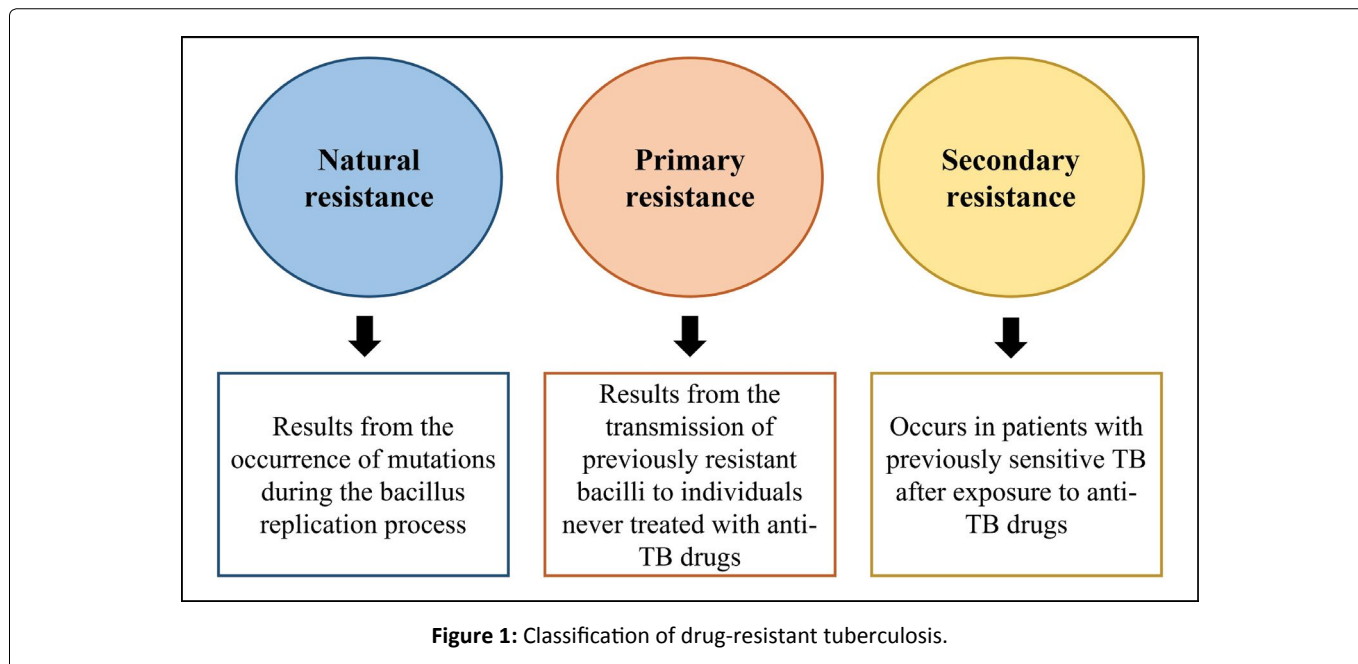 Natural
resistance
Primary
resistance
Secondary
resistance
Results from the
occurrence of mutations
during the bacillus
replication process
Results from the
transmission of
previously resistant
bacilli to individuals
never treated with anti-
TB drugs
Occurs in patients with
previously sensitive TB
after exposure to anti-
TB drugs
Figure 1: Classification of drug-resistant tuberculosis.